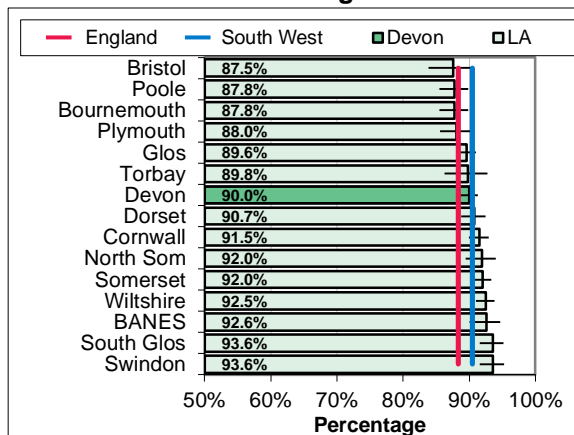 England South West Devon LA
Bristol 87.5%
Poole 87.8%
Bournemouth 87.8%
Plymouth 88.0%
Glos 89.6%
Torbay 89.8%
Devon 90.0%
Dorset 90.7%
Cornwall 91.5%
North Som 92.0%
Somerset 92.0%
Wiltshire 92.5%
BANES 92.6%
South Glos 93.6%
Swindon 93.6%
50% 60% 70% 80% 90% 100%
Percentage